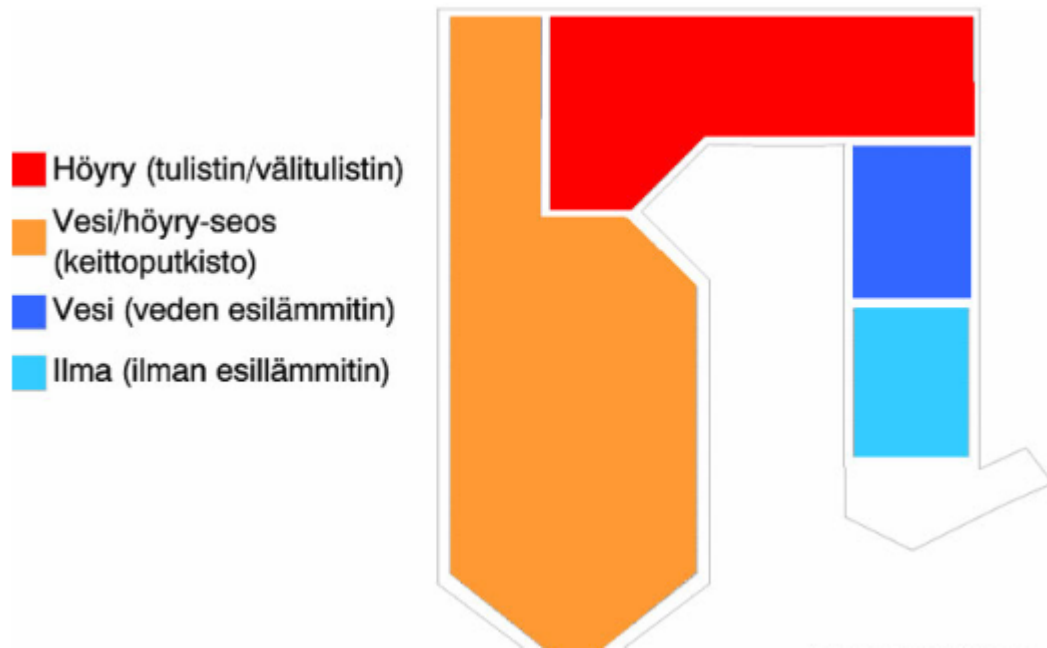 Höyry (tulistin/välitulistin)
Vesi/höyry-seos
(keittoputkisto)
Vesi (veden esilämmitin)
Ilma (ilman esillämmitin)